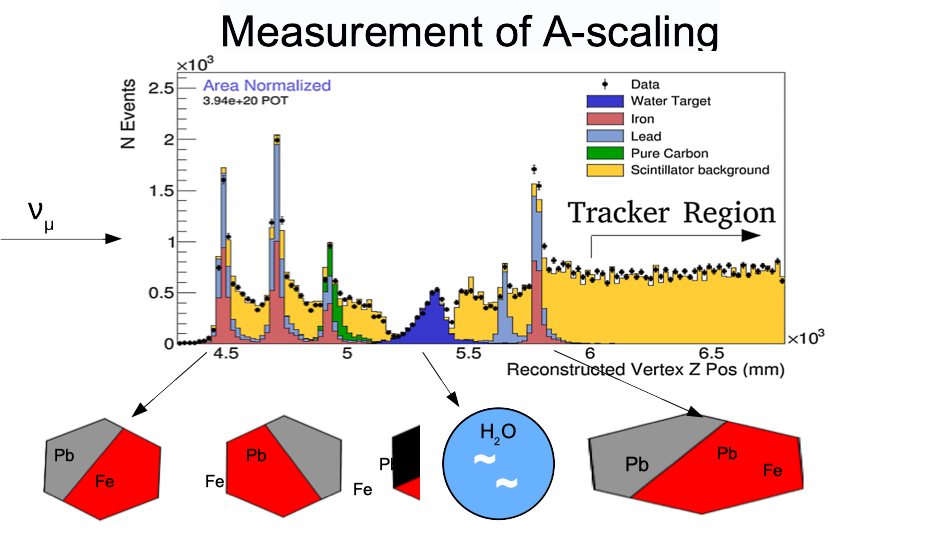 Measurement of A-scaling
×10³
Area Normalized
3.94e+20 POT
N Events
2.5
2
1.5
1
0.5
0
Data
Water Target
Iron
Lead
Pure Carbon
Scintillator background
Tracker Region
νμ
4.5 5 5.5 6 6.5
×10³
Reconstructed Vertex Z Pos (mm)
Pb
Fe
Pb
Fe
Fe
H₂O
Pb
Pb
Fe